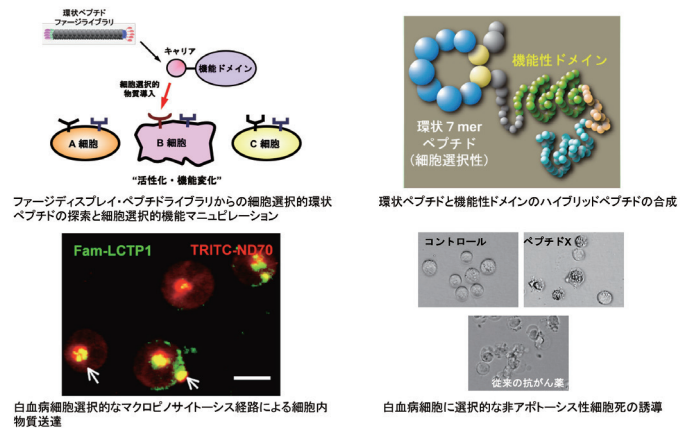 環状ペプチド
ファージライブラリ
キャリア
機能ドメイン
細胞選択的
物質導入
A 細胞
B 細胞
C 細胞
“活性化・機能変化”
ファージディスプレイ・ペプチドライブラリからの細胞選択的環状
ペプチドの探索と細胞選択的機能マニュピレーション
機能性ドメイン
環状７mer
ペプチド
(細胞選択性)
環状ペプチドと機能性ドメインのハイブリッドペプチドの合成
Fam-LCTP1
TRITC-ND70
白血病細胞選択的なマクロピノサイトーシス経路による細胞内
物質送達
コントロール
ペプチドX
従来の抗がん薬
白血病細胞に選択的な非アポトーシス性細胞死の誘導